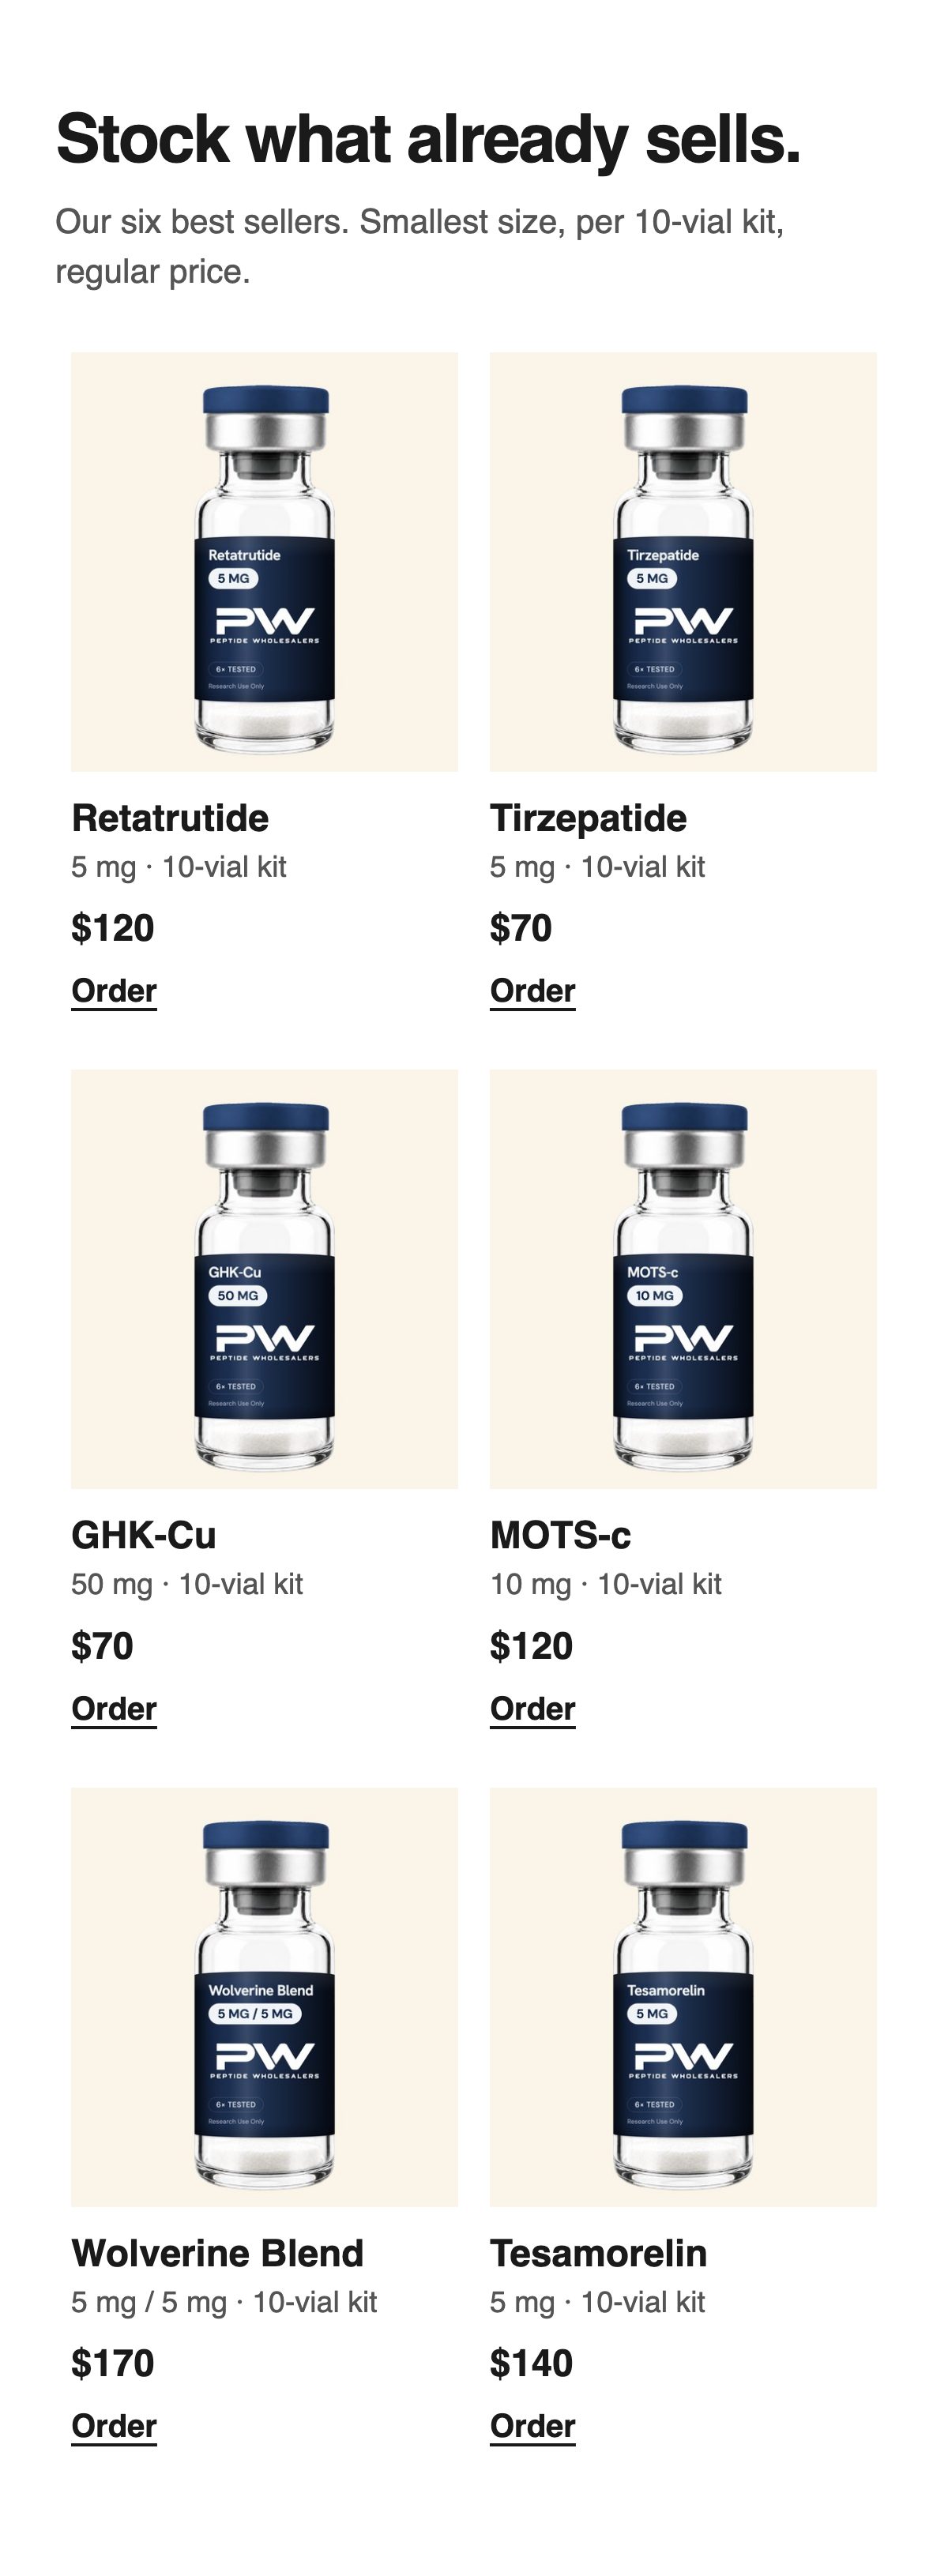 Stock what already sells.
Our six best sellers. Smallest size, per 10-vial kit,
regular price.
Retatrutide
5 MG
PW
PEPTIDE WHOLESALERS
6× TESTED
Research Use Only
Tirzepatide
5 MG
PW
PEPTIDE WHOLESALERS
6× TESTED
Research Use Only
Retatrutide
5 mg · 10-vial kit
$120
Order
Tirzepatide
5 mg · 10-vial kit
$70
Order
GHK-Cu
50 MG
PW
PEPTIDE WHOLESALERS
6× TESTED
Research Use Only
MOTS-c
10 MG
PW
PEPTIDE WHOLESALERS
6× TESTED
Research Use Only
GHK-Cu
50 mg · 10-vial kit
$70
Order
MOTS-c
10 mg · 10-vial kit
$120
Order
Wolverine Blend
5 MG / 5 MG
PW
PEPTIDE WHOLESALERS
6× TESTED
Research Use Only
Tesamorelin
5 MG
PW
PEPTIDE WHOLESALERS
6× TESTED
Research Use Only
Wolverine Blend
5 mg / 5 mg · 10-vial kit
$170
Order
Tesamorelin
5 mg · 10-vial kit
$140
Order